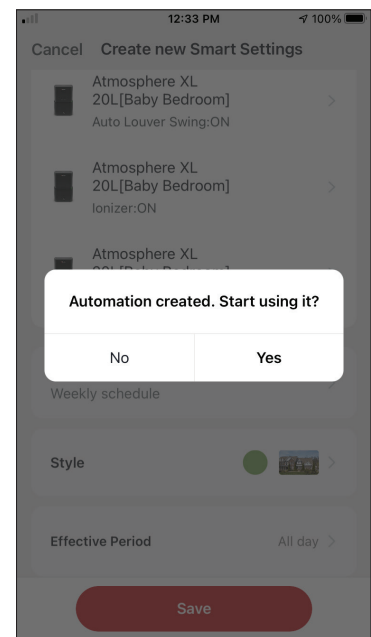 12:33 PM
100%
Cancel Create new Smart Settings
Atmosphere XL
20L[Baby Bedroom]
Auto Louver Swing:ON
Atmosphere XL
20L[Baby Bedroom]
Ionizer:ON
Atmosphere XL
Automation created. Start using it?
No Yes
Weekly schedule
Style
Effective Period All day
Save